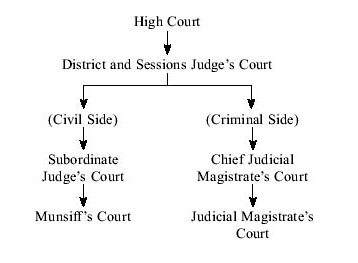 High Court
District and Sessions Judge's Court
(Civil Side)
(Criminal Side)
Subordinate
Judge's Court
Chief Judicial
Magistrate's Court
Munsiff's Court
Judicial Magistrate's
Court